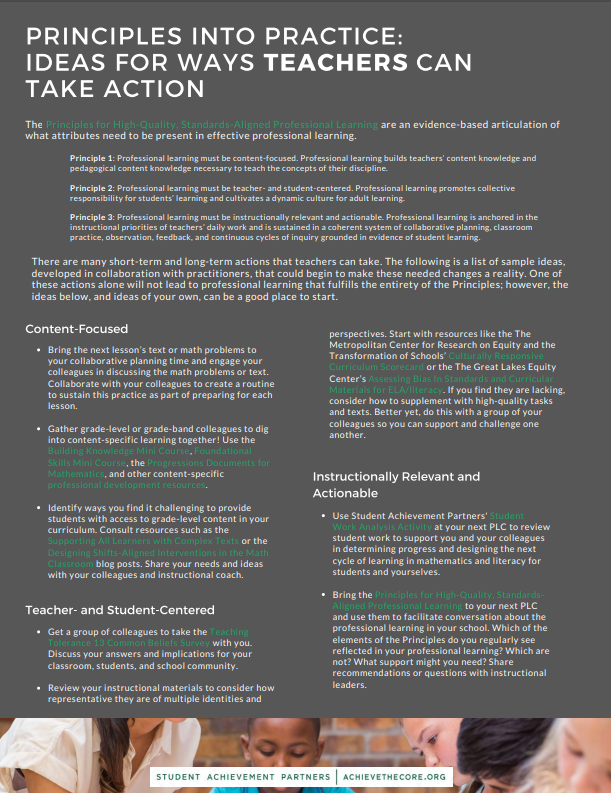 PRINCIPLES INTO PRACTICE:
IDEAS FOR WAYS TEACHERS CAN
TAKE ACTION
The Principles for High-Quality, Standards-Aligned Professional Learning are an evidence-based articulation of
what attributes need to be present in effective professional learning.
Principle 1: Professional learning must be content-focused. Professional learning builds teachers' content knowledge and
pedagogical content knowledge necessary to teach the concepts of their discipline.
Principle 2: Professional learning must be teacher- and student-centered. Professional learning promotes collective
responsibility for students' learning and cultivates a dynamic culture for adult learning.
Principle 3: Professional learning must be instructionally relevant and actionable. Professional learning is anchored in the
instructional priorities of teachers' daily work and is sustained in a coherent system of collaborative planning, classroom
practice, observation, feedback, and continuous cycles of inquiry grounded in evidence of student learning.
There are many short-term and long-term actions that teachers can take. The following is a list of sample ideas,
developed in collaboration with practitioners, that could begin to make these needed changes a reality. One of
these actions alone will not lead to professional learning that fulfills the entirety of the Principles; however, the
ideas below, and ideas of your own, can be a good place to start.
Content-Focused
• Bring the next lesson's text or math problems to
your collaborative planning time and engage your
colleagues in discussing the math problems or text.
Collaborate with your colleagues to create a routine
to sustain this practice as part of preparing for each
lesson.
• Gather grade-level or grade-band colleagues to dig
into content-specific learning together! Use the
Building Knowledge Mini Course, Foundational
Skills Mini Course, the Progressions Documents for
Mathematics, and other content-specific
professional development resources.
• Identify ways you find it challenging to provide
students with access to grade-level content in your
curriculum. Consult resources such as the
Supporting All Learners with Complex Texts or the
Designing Shifts-Aligned Interventions in the Math
Classroom blog posts. Share your needs and ideas
with your colleagues and instructional coach.
Teacher- and Student-Centered
• Get a group of colleagues to take the Teaching
Tolerance 13 Common Beliefs Survey with you.
Discuss your answers and implications for your
classroom, students, and school community.
• Review your instructional materials to consider how
representative they are of multiple identities and
perspectives. Start with resources like the The
Metropolitan Center for Research on Equity and the
Transformation of Schools' Culturally Responsive
Curriculum Scorecard or the The Great Lakes Equity
Center's Assessing Bias In Standards and Curricular
Materials for ELA/literacy. If you find they are lacking,
consider how to supplement with high-quality tasks
and texts. Better yet, do this with a group of your
colleagues so you can support and challenge one
another.
Instructionally Relevant and
Actionable
• Use Student Achievement Partners' Student
Work Analysis Activity at your next PLC to review
student work to support you and your colleagues
in determining progress and designing the next
cycle of learning in mathematics and literacy for
students and yourselves.
• Bring the Principles for High-Quality, Standards-
Aligned Professional Learning to your next PLC
and use them to facilitate conversation about the
professional learning in your school. Which of the
elements of the Principles do you regularly see
reflected in your professional learning? Which are
not? What support might you need? Share
recommendations or questions with instructional
leaders.
STUDENT ACHIEVEMENT PARTNERS | ACHIEVETHECORE.ORG